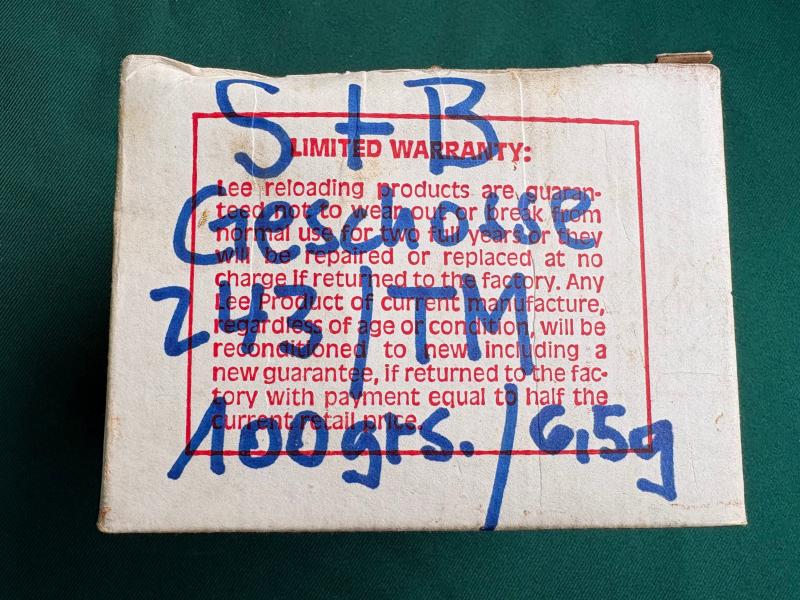 S+B
LIMITED WARRANTY:
Lee reloading products are guaran-
teed not to wear out or break from
Geschosse
normal use for two full years or they
will be repaired or replaced at no
charge if returned to the factory. Any
243/TM
Lee Product of current manufacture,
regardless of age or condition, will be
reconditioned to new including a
new guarantee, if returned to the fac-
tory with payment equal to half the
current retail price.
100grs./6,5g